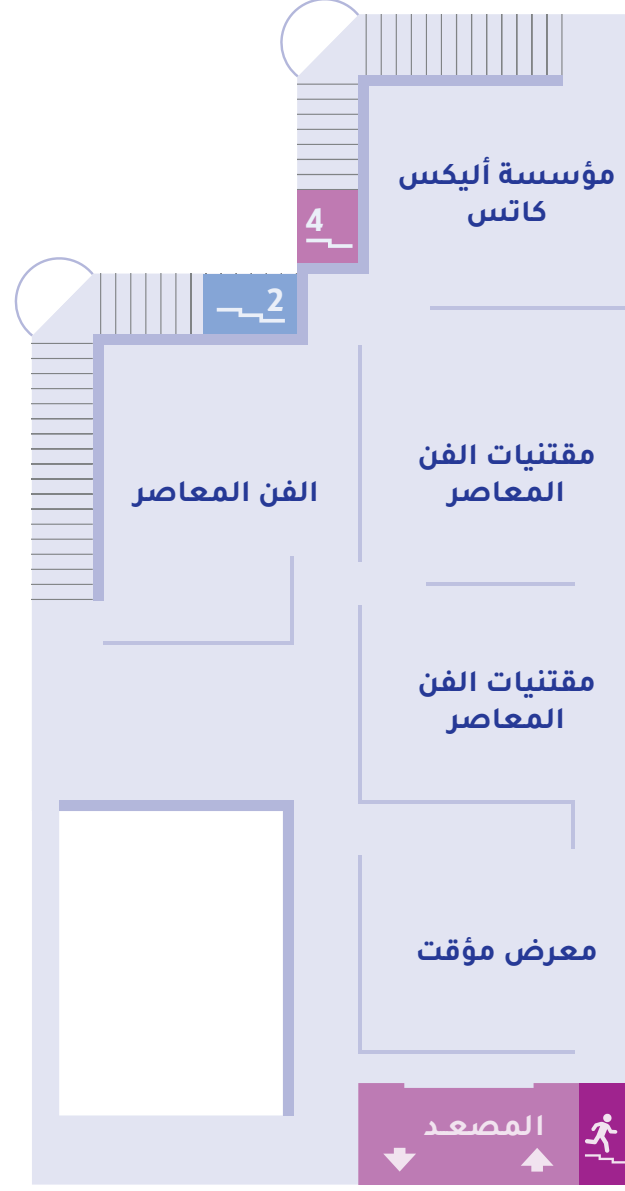 مؤسسة أليكس
كاتس
4
2
مقتنيات الفن
المعاصر
الفن المعاصر
مقتنيات الفن
المعاصر
معرض مؤقت
المصعد